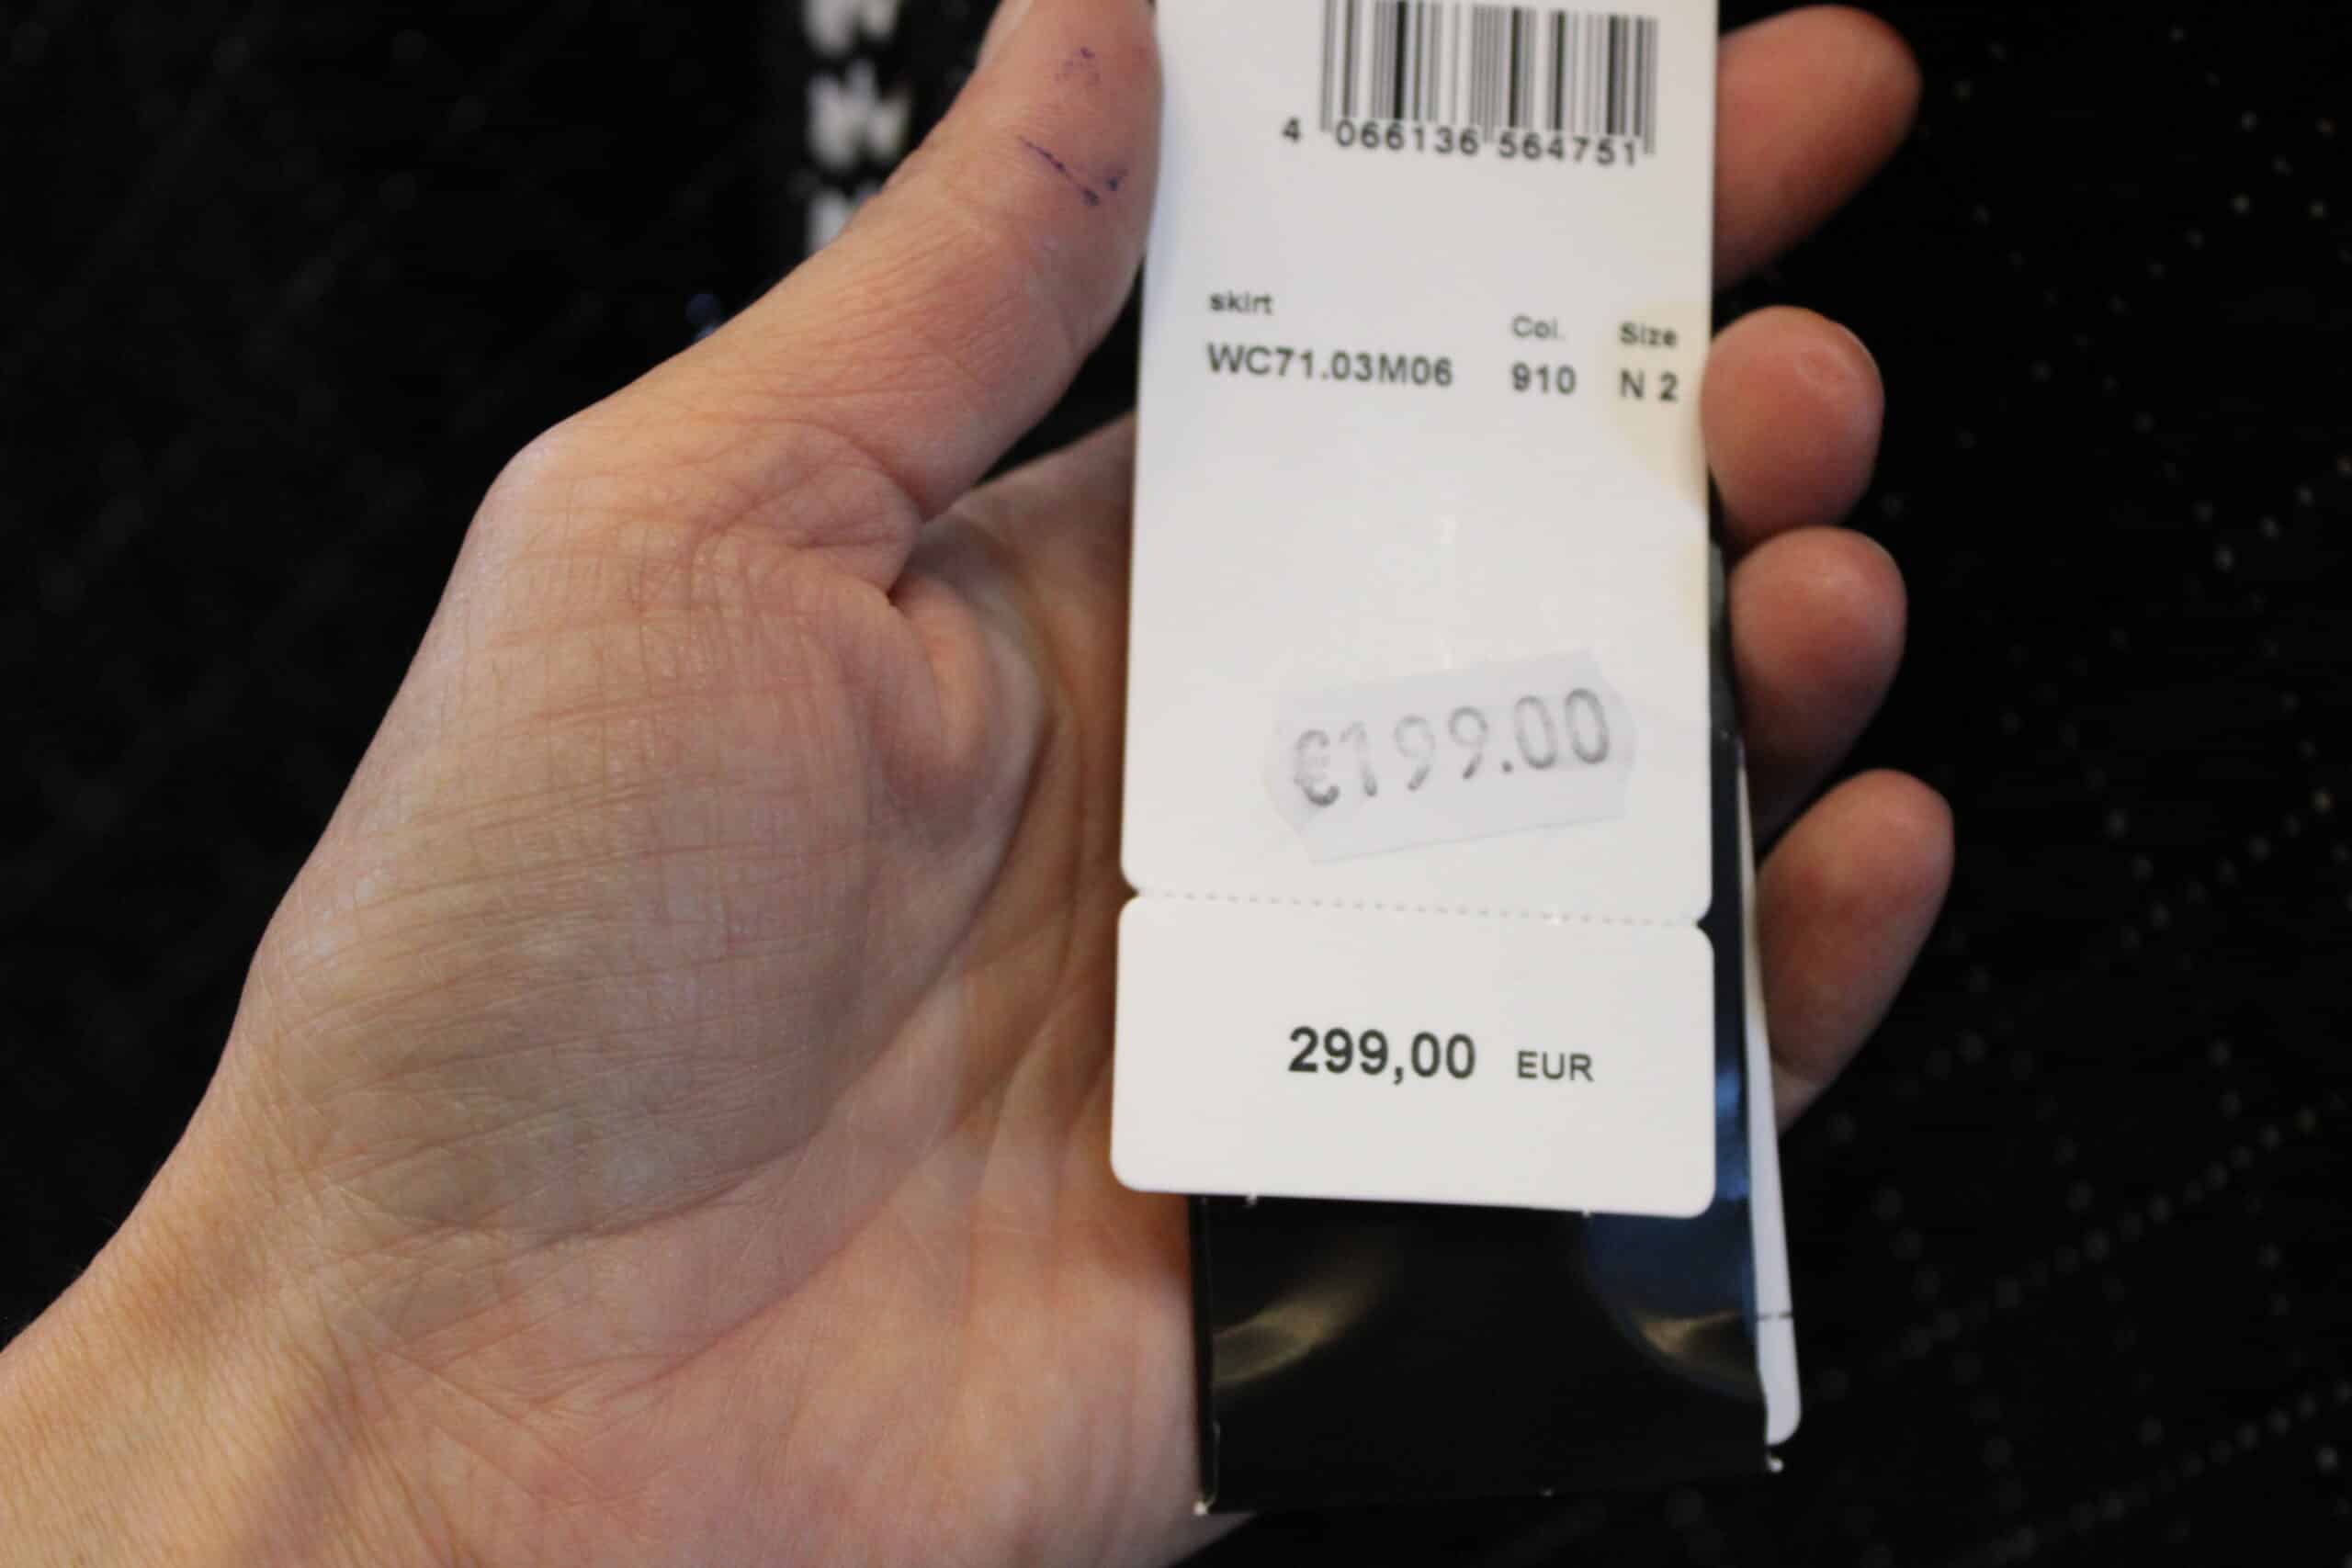 4 066136 564751
skirt Col. Size
WC71.03M06 910 N 2
€199.00
299,00 EUR